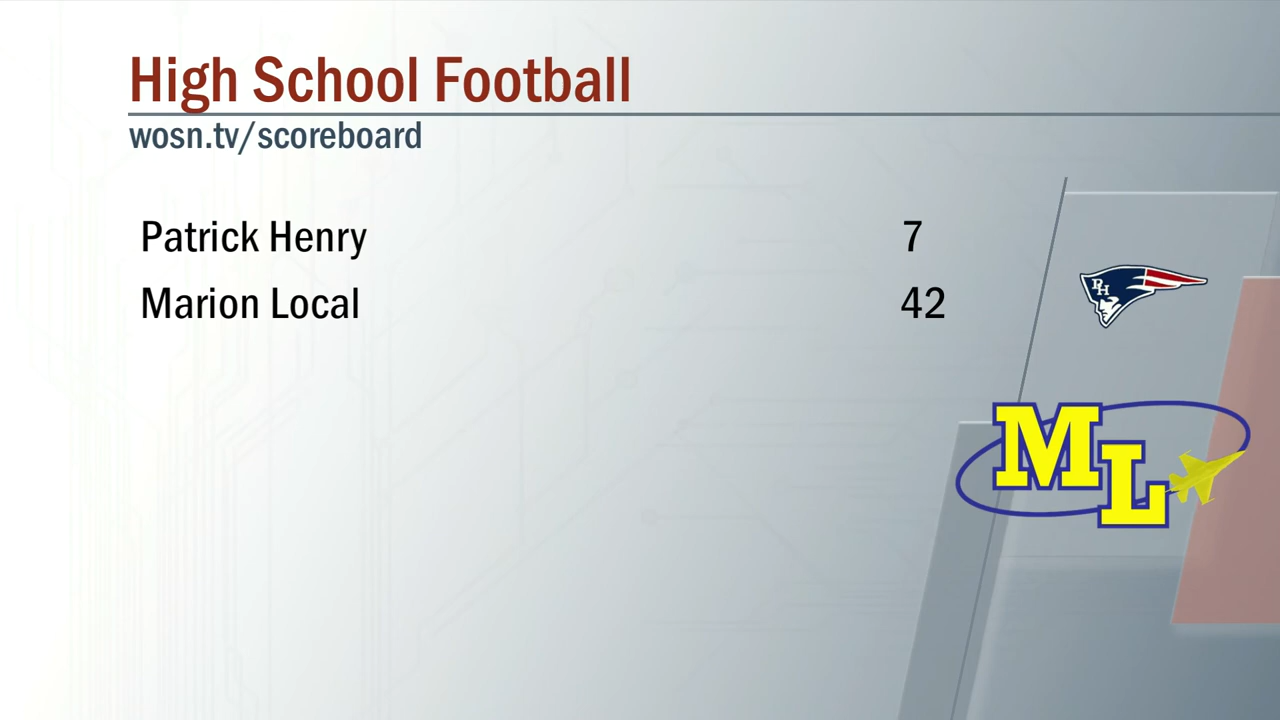 High School Football
wosn.tv/scoreboard
Patrick Henry 7
Marion Local 42
PH
ML